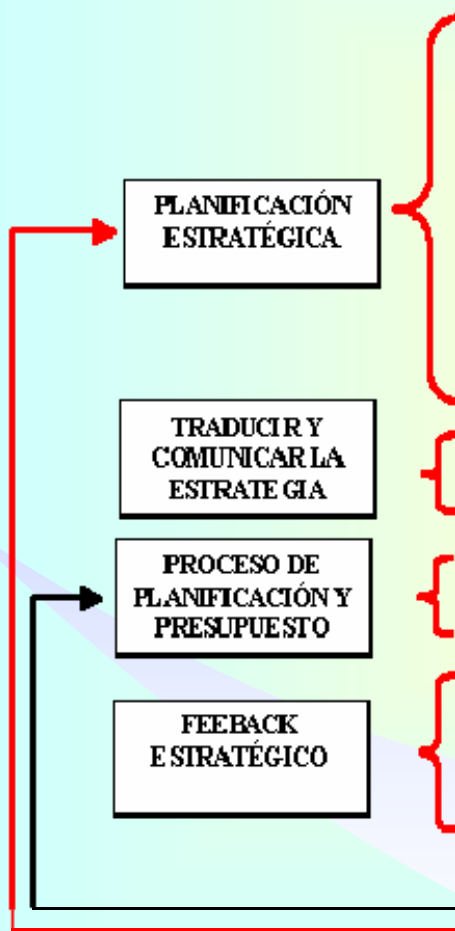 PLANIFICACIÓN
ESTRATÉGICA
TRADUCIR Y
COMUNICAR LA
ESTRATEGIA
PROCESO DE
PLANIFICACIÓN Y
PRESUPUESTO
FEEBACK
ESTRATÉGICO